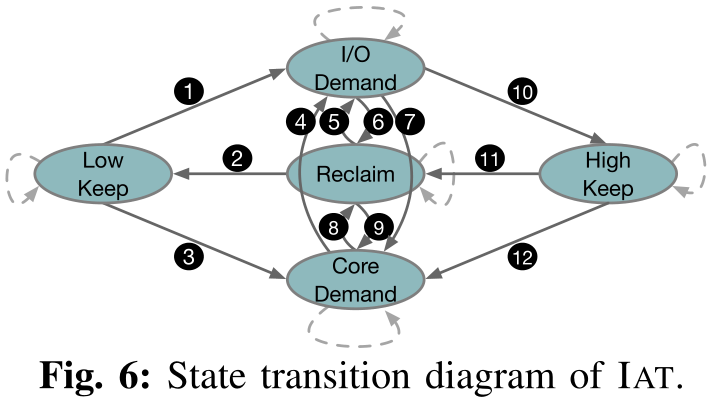 I/O
Demand
1
10
4
5
6
7
Low
Keep
2
Reclaim
11
High
Keep
8
9
3
Core
Demand
12
Fig. 6: State transition diagram of IAT.